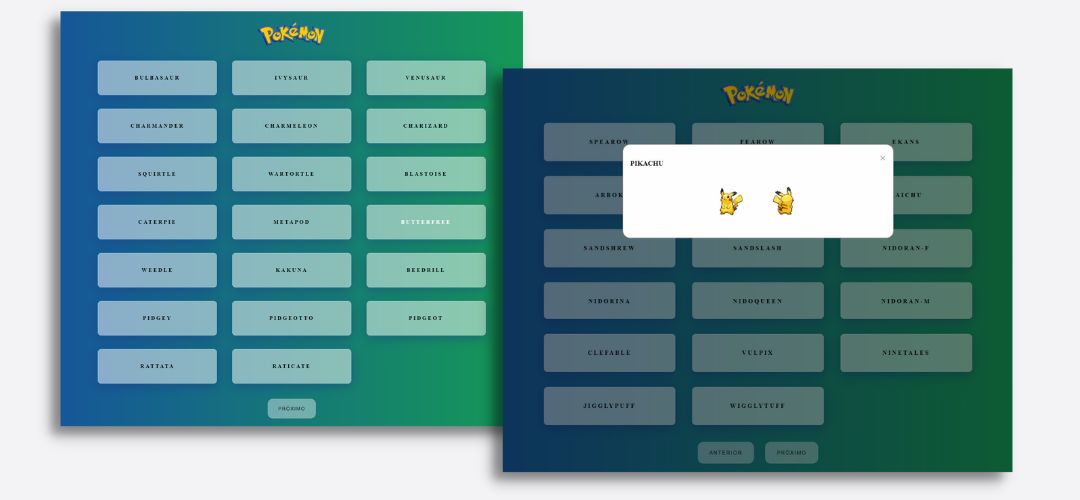 POKéMON
BULBASAUR IVYSAUR VENUSAUR
CHARMANDER CHARMELEON CHARIZARD
SQUIRTLE WARTORTLE BLASTOISE
CATERPIE METAPOD BUTTERFREE
WEEDLE KAKUNA BEEDRILL
PIDGEY PIDGEOTTO PIDGEOT
RATTATA RATICATE
PRÓXIMO
POKéMON
SPEAROW FEAROW EKANS
PIKACHU ×
ARBOK AICHU
SANDSHREW SANDSLASH NIDORAN-F
NIDORINA NIDOQUEEN NIDORAN-M
CLEFABLE VULPIX NINETALES
JIGGLYPUFF WIGGLYTUFF
ANTERIOR PRÓXIMO